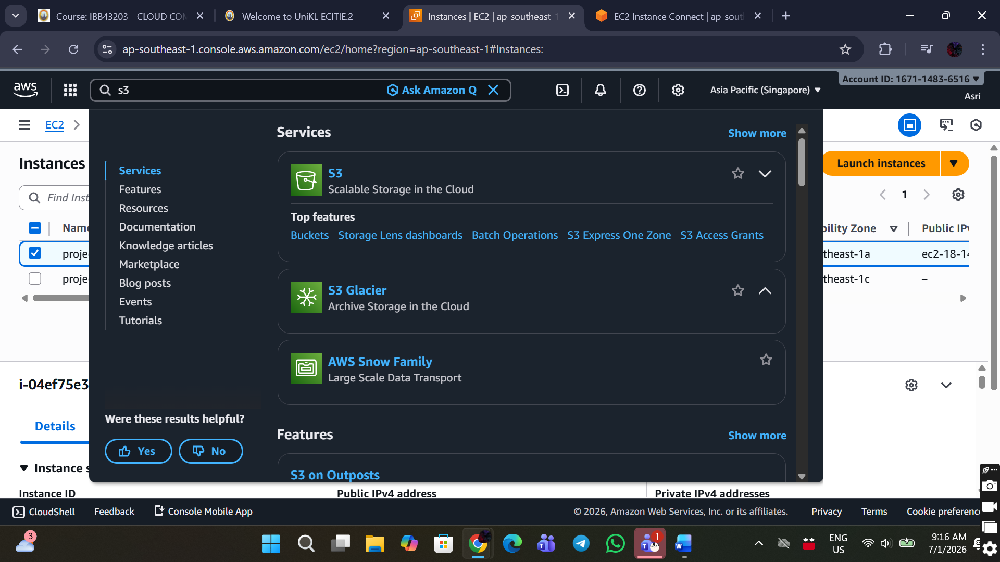 Course: IBB43203 - CLOUD CO
Welcome to UniKL ECITIE.2
Instances | EC2 | ap-southeast-1
EC2 Instance Connect | ap-sout
ap-southeast-1.console.aws.amazon.com/ec2/home?region=ap-southeast-1#Instances:
aws
s3
Ask Amazon Q
Asia Pacific (Singapore)
Account ID: 1671-1483-6516
Asri
EC2
Services
Show more
Instances
Launch instances
Services
Features
Resources
Documentation
Knowledge articles
Marketplace
Blog posts
Events
Tutorials
S3
Scalable Storage in the Cloud
Top features
Buckets Storage Lens dashboards Batch Operations S3 Express One Zone S3 Access Grants
S3 Glacier
Archive Storage in the Cloud
AWS Snow Family
Large Scale Data Transport
Find Inst
1
Name
bility Zone
Public IPv
proje
theast-1a
ec2-18-14
proje
theast-1c
–
i-04ef75e3
Were these results helpful?
Yes
No
Details
Features
Show more
S3 on Outposts
Instance s
Instance ID
Public IPv4 address
Private IPv4 addresses
CloudShell
Feedback
Console Mobile App
© 2026, Amazon Web Services, Inc. or its affiliates.
Privacy
Terms
Cookie preferenc
3
1
ENG
US
9:16 AM
7/1/2026